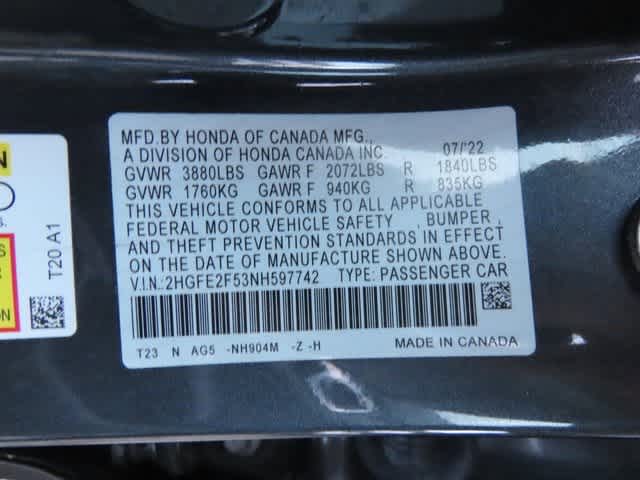 MFD.BY HONDA OF CANADA MFG.,
A DIVISION OF HONDA CANADA INC. 07/'22
GVWR 3880LBS GAWR F 2072LBS R 1840LBS
GVWR 1760KG GAWR F 940KG R 835KG
THIS VEHICLE CONFORMS TO ALL APPLICABLE
FEDERAL MOTOR VEHICLE SAFETY , BUMPER ,
AND THEFT PREVENTION STANDARDS IN EFFECT
ON THE DATE OF MANUFACTURE SHOWN ABOVE.
V.I.N.:2HGFE2F53NH597742 TYPE: PASSENGER CAR
T23 N AG5 -NH904M -Z -H MADE IN CANADA
T20 A1